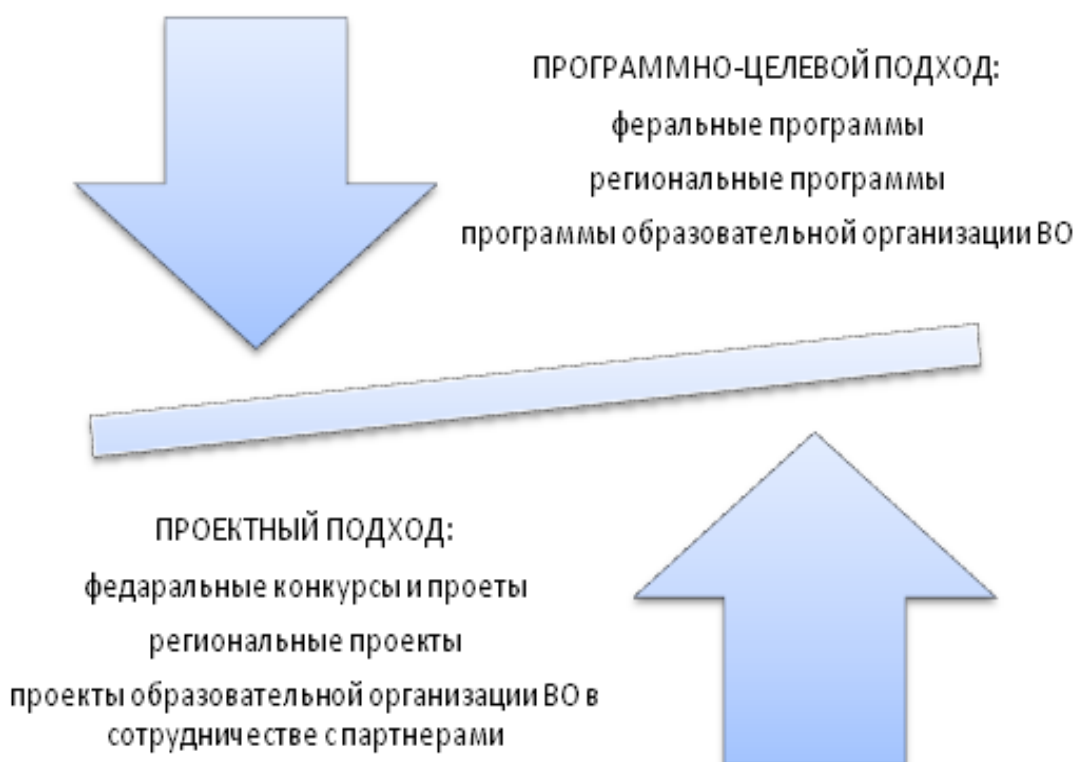 ПРОГРАММНО-ЦЕЛЕВОЙ ПОДХОД:
феральные программы
региональные программы
программы образовательной организации ВО
ПРОЕКТНЫЙ ПОДХОД:
федаральные конкурсы и проеты
региональные проекты
проекты образовательной организации ВО в
сотрудничестве с партнерами